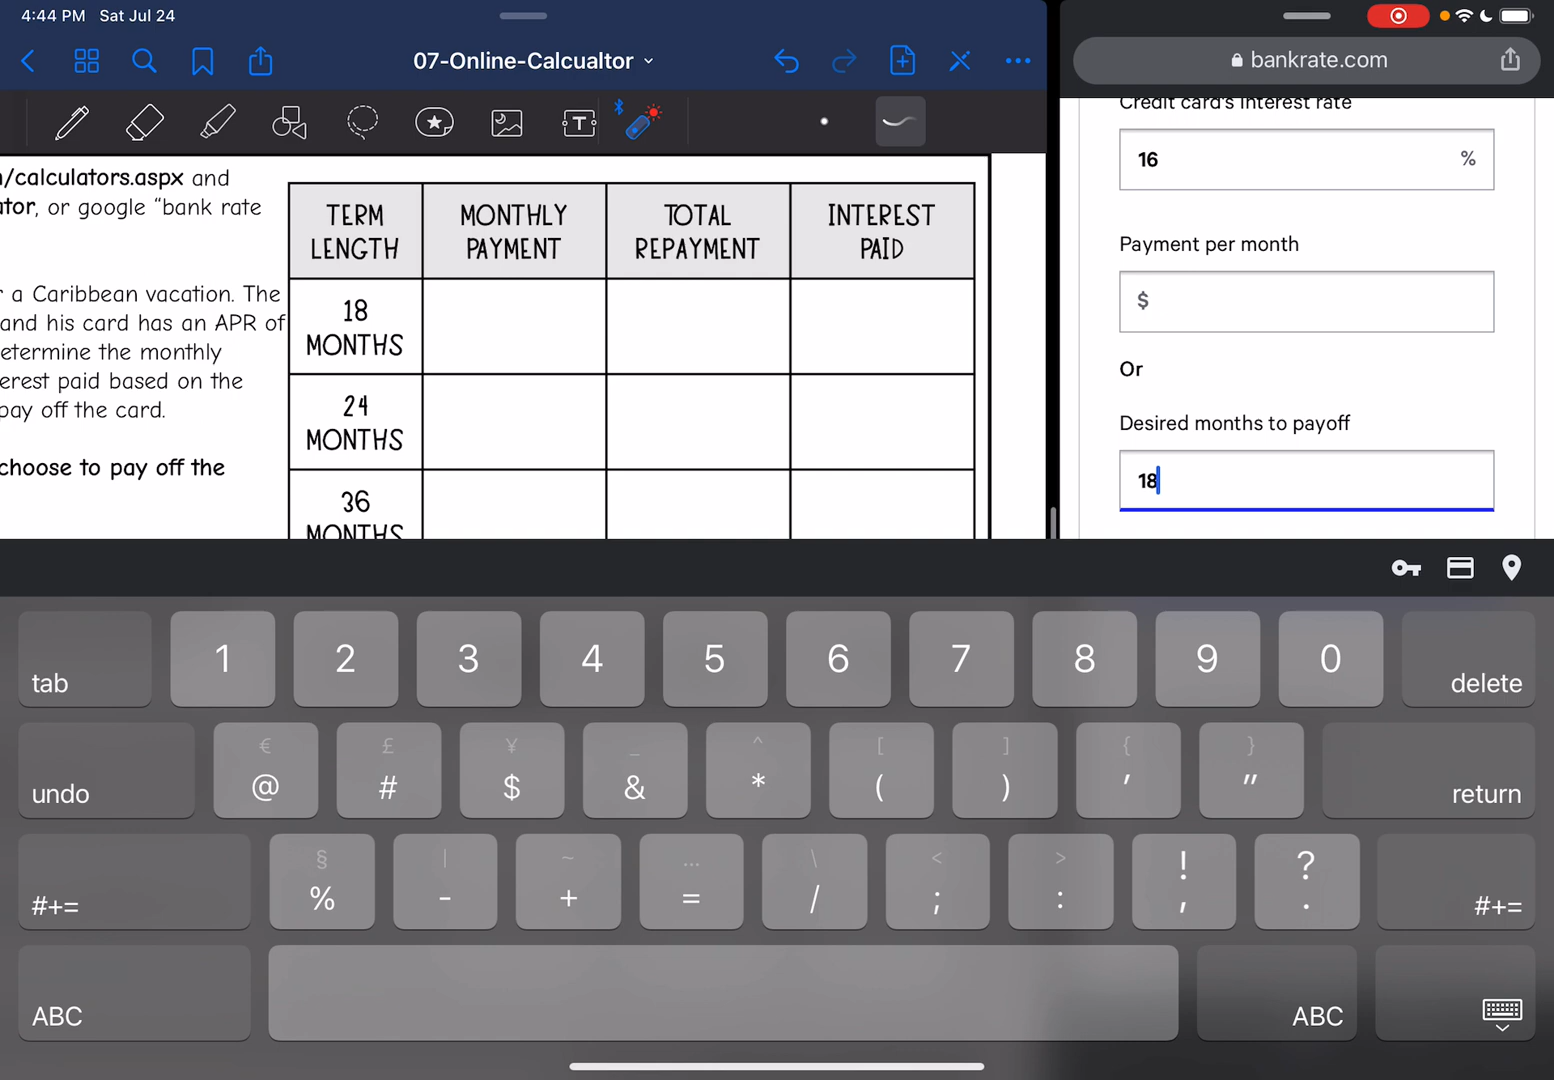 4:44 PM Sat Jul 24
07-Online-Calcualtor
bankrate.com
/calculators.aspx and
ator, or google "bank rate
r a Caribbean vacation. The
and his card has an APR of
etermine the monthly
erest paid based on the
pay off the card.
choose to pay off the
TERM LENGTH
MONTHLY PAYMENT
TOTAL REPAYMENT
INTEREST PAID
18 MONTHS
24 MONTHS
36 MONTHS
Credit card's interest rate
16 %
Payment per month
$
Or
Desired months to payoff
18
tab 1 2 3 4 5 6 7 8 9 0 delete
€ £ ¥ _ ^ [ ] { }
undo @ # $ & * ( ) ' " return
§ | ~ … \ < > ! ?
#+= % - + = / ; : , . #+=
ABC ABC